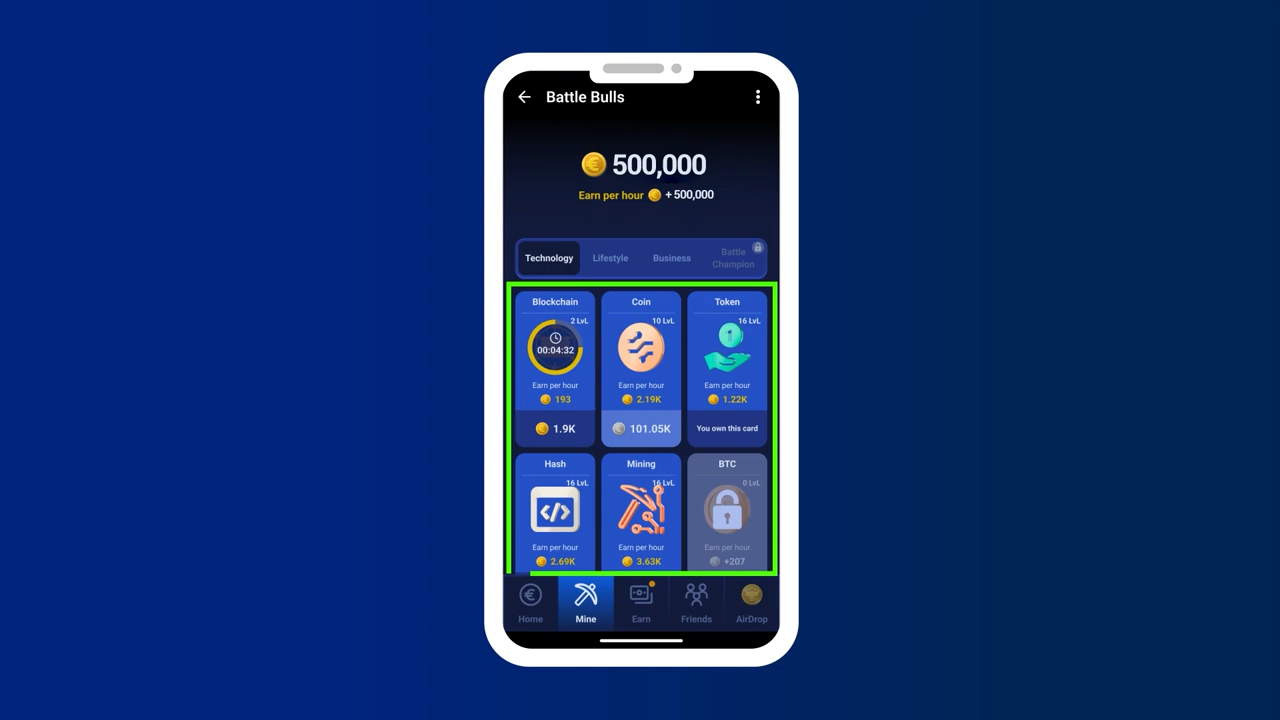 Battle Bulls
500,000
Earn per hour + 500,000
Technology Lifestyle Business Battle Champion
Blockchain Coin Token
2 LvL 10 LvL 16 LvL
00:04:32
Earn per hour Earn per hour Earn per hour
193 2.19K 1.22K
1.9K 101.05K You own this card
Hash Mining BTC
16 LvL 16 LvL 0 LvL
Earn per hour Earn per hour Earn per hour
2.69K 3.63K +207
Home Mine Earn Friends AirDrop